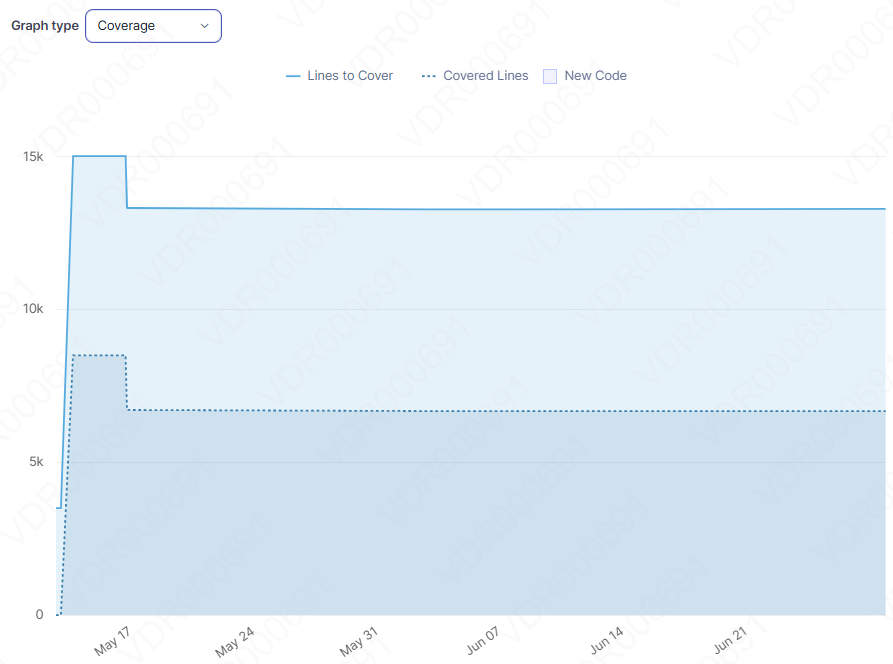 Graph type Coverage
Lines to Cover Covered Lines New Code
15k
10k
5k
0
May 17 May 24 May 31 Jun 07 Jun 14 Jun 21
VDR000691